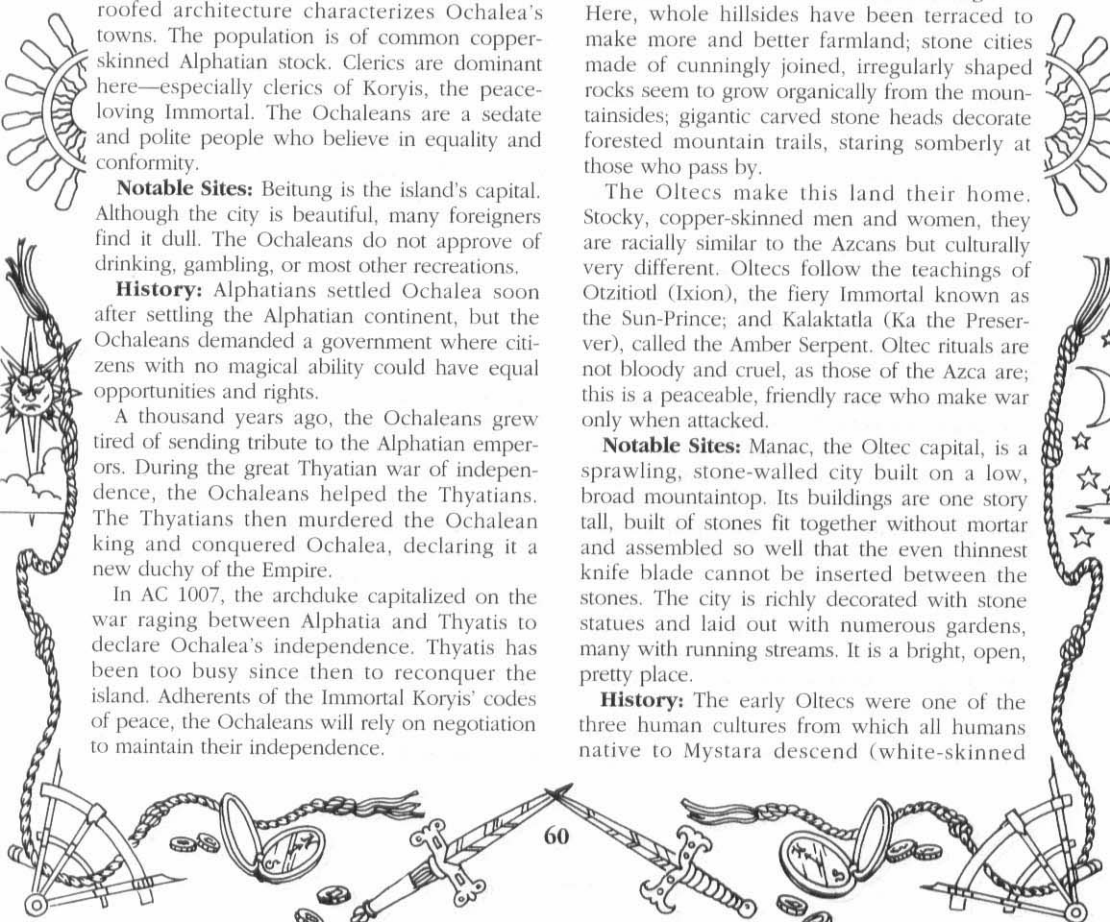 roofed architecture characterizes Ochalea's
towns. The population is of common copper-
skinned Alphatian stock. Clerics are dominant
here—especially clerics of Koryis, the peace-
loving Immortal. The Ochaleans are a sedate
and polite people who believe in equality and
conformity.
Notable Sites: Beitung is the island's capital.
Although the city is beautiful, many foreigners
find it dull. The Ochaleans do not approve of
drinking, gambling, or most other recreations.
History: Alphatians settled Ochalea soon
after settling the Alphatian continent, but the
Ochaleans demanded a government where citi-
zens with no magical ability could have equal
opportunities and rights.
A thousand years ago, the Ochaleans grew
tired of sending tribute to the Alphatian emper-
ors. During the great Thyatian war of indepen-
dence, the Ochaleans helped the Thyatians.
The Thyatians then murdered the Ochalean
king and conquered Ochalea, declaring it a
new duchy of the Empire.
In AC 1007, the archduke capitalized on the
war raging between Alphatia and Thyatis to
declare Ochalea's independence. Thyatis has
been too busy since then to reconquer the
island. Adherents of the Immortal Koryis' codes
of peace, the Ochaleans will rely on negotiation
to maintain their independence.
Here, whole hillsides have been terraced to
make more and better farmland; stone cities
made of cunningly joined, irregularly shaped
rocks seem to grow organically from the moun-
tainsides; gigantic carved stone heads decorate
forested mountain trails, staring somberly at
those who pass by.
The Oltecs make this land their home.
Stocky, copper-skinned men and women, they
are racially similar to the Azcans but culturally
very different. Oltecs follow the teachings of
Otzitiotl (Ixion), the fiery Immortal known as
the Sun-Prince; and Kalaktatla (Ka the Preser-
ver), called the Amber Serpent. Oltec rituals are
not bloody and cruel, as those of the Azca are;
this is a peaceable, friendly race who make war
only when attacked.
Notable Sites: Manac, the Oltec capital, is a
sprawling, stone-walled city built on a low,
broad mountaintop. Its buildings are one story
tall, built of stones fit together without mortar
and assembled so well that the even thinnest
knife blade cannot be inserted between the
stones. The city is richly decorated with stone
statues and laid out with numerous gardens,
many with running streams. It is a bright, open,
pretty place.
History: The early Oltecs were one of the
three human cultures from which all humans
native to Mystara descend (white-skinned
60